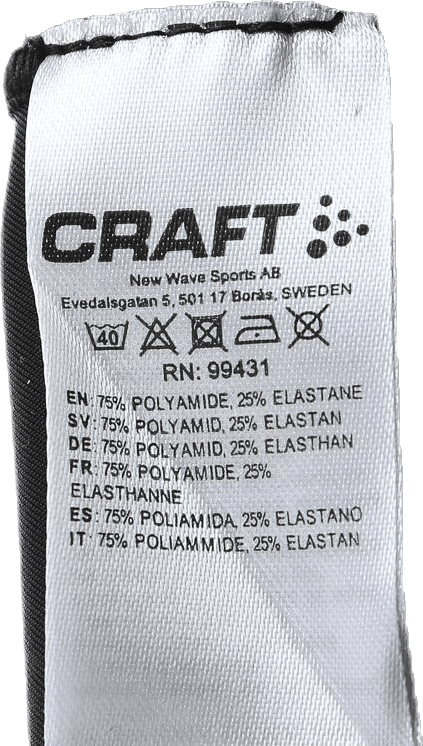 CRAFT
New Wave Sports AB
Evedalsgatan 5, 501 17 Borås, SWEDEN
40
RN: 99431
EN: 75% POLYAMIDE, 25% ELASTANE
SV: 75% POLYAMID, 25% ELASTAN
DE: 75% POLYAMID, 25% ELASTHAN
FR: 75% POLYAMIDE, 25%
ELASTHANNE
ES: 75% POLIAMIDA, 25% ELASTANO
IT: 75% POLIAMMIDE, 25% ELASTAN